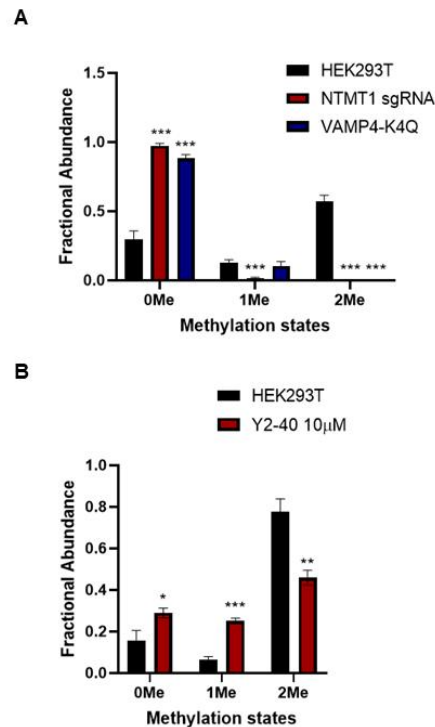 A
HEK293T
NTMT1 sgRNA
VAMP4-K4Q
Fractional Abundance
1.5
1.0
0.5
0.0
*** ***
***
*** ***
0Me 1Me 2Me
Methylation states
B
HEK293T
Y2-40 10μM
Fractional Abundance
1.0
0.8
0.6
0.4
0.2
0.0
*
***
**
0Me 1Me 2Me
Methylation states